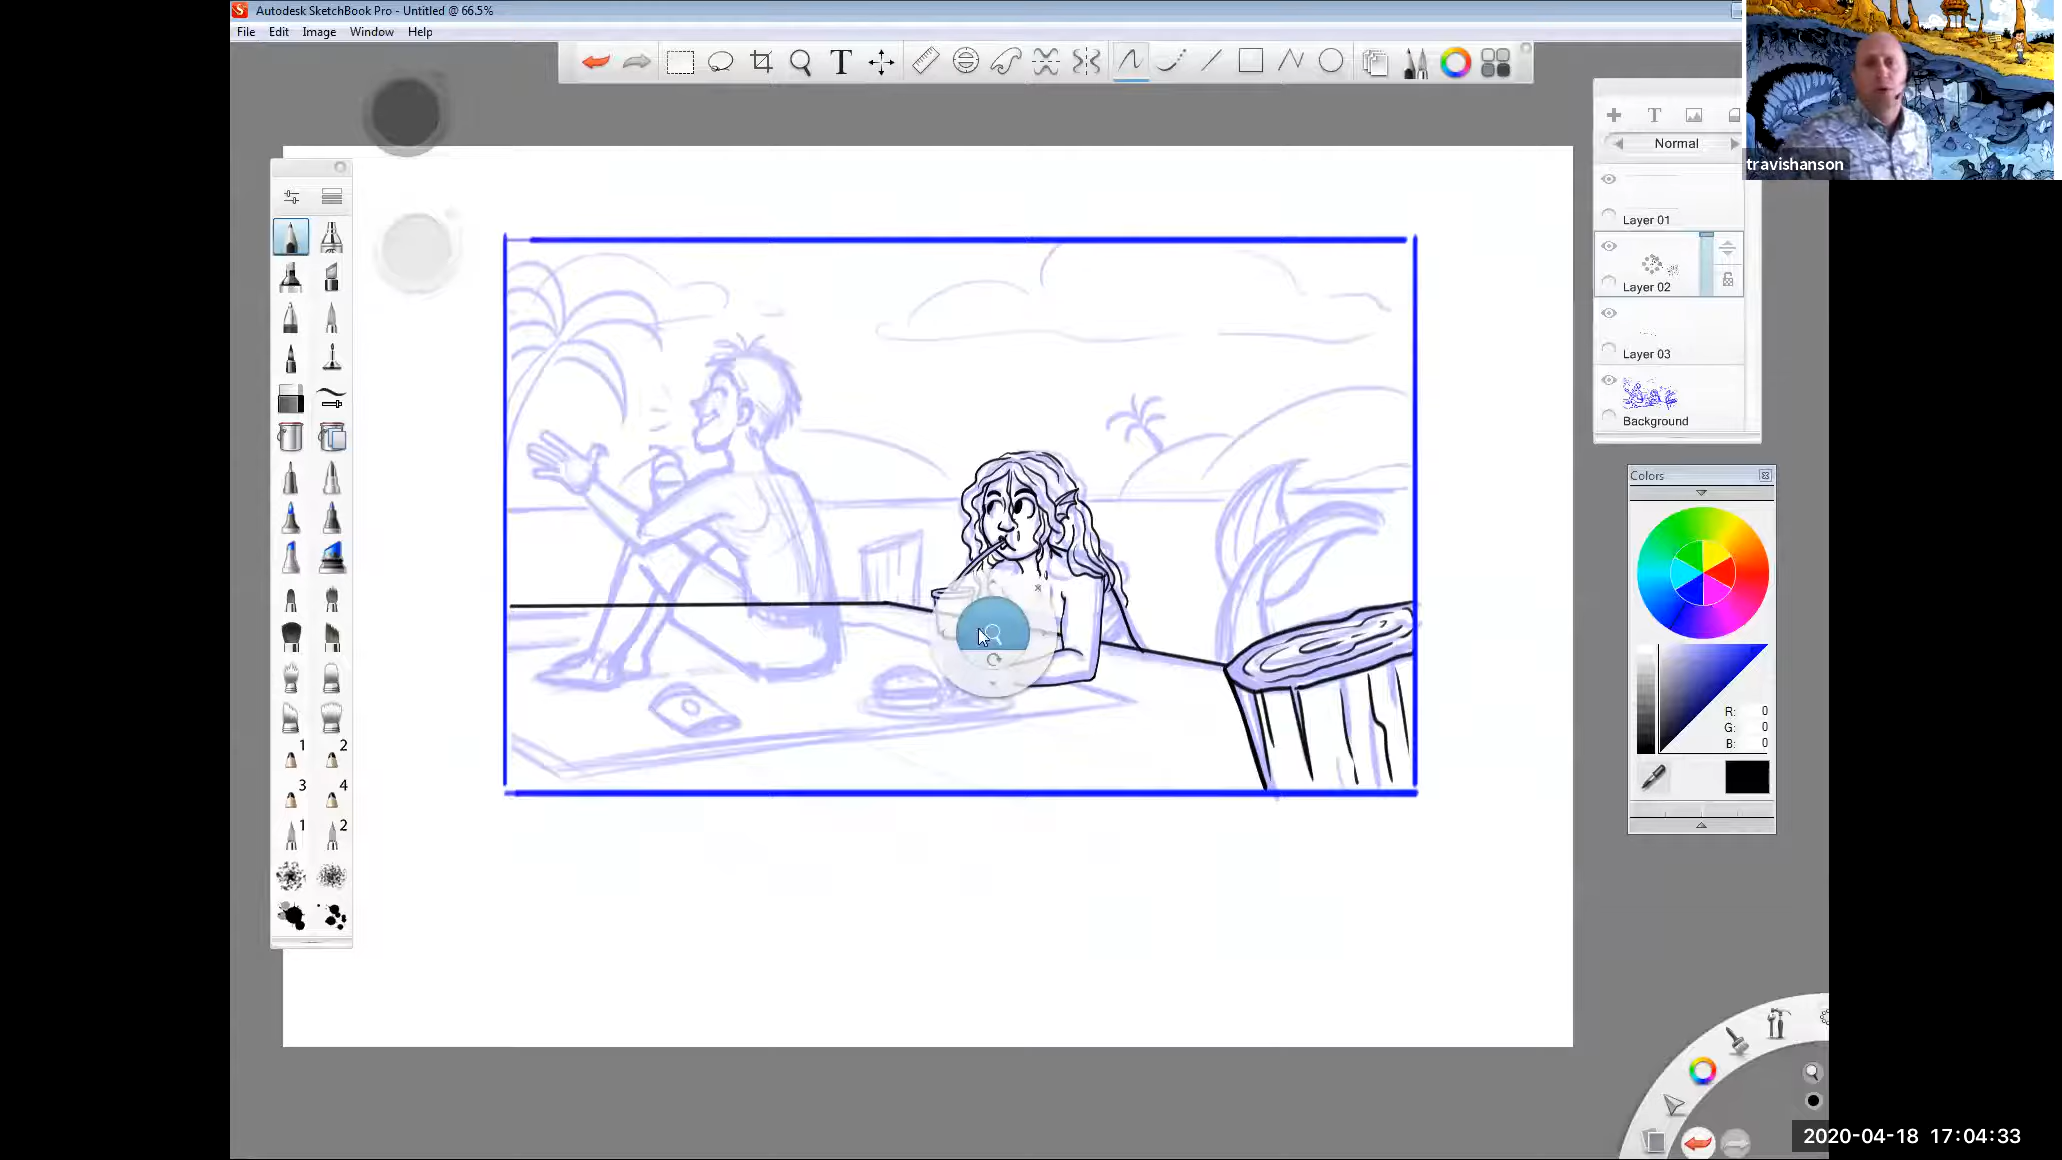 Autodesk SketchBook Pro - Untitled @ 66.5%
File Edit Image Window Help
T
T
Normal
travishanson
Layer 01
Layer 02
Layer 03
Background
Colors
R: 0
G: 0
B: 0
1 2
3 4
1 2
2020-04-18 17:04:33